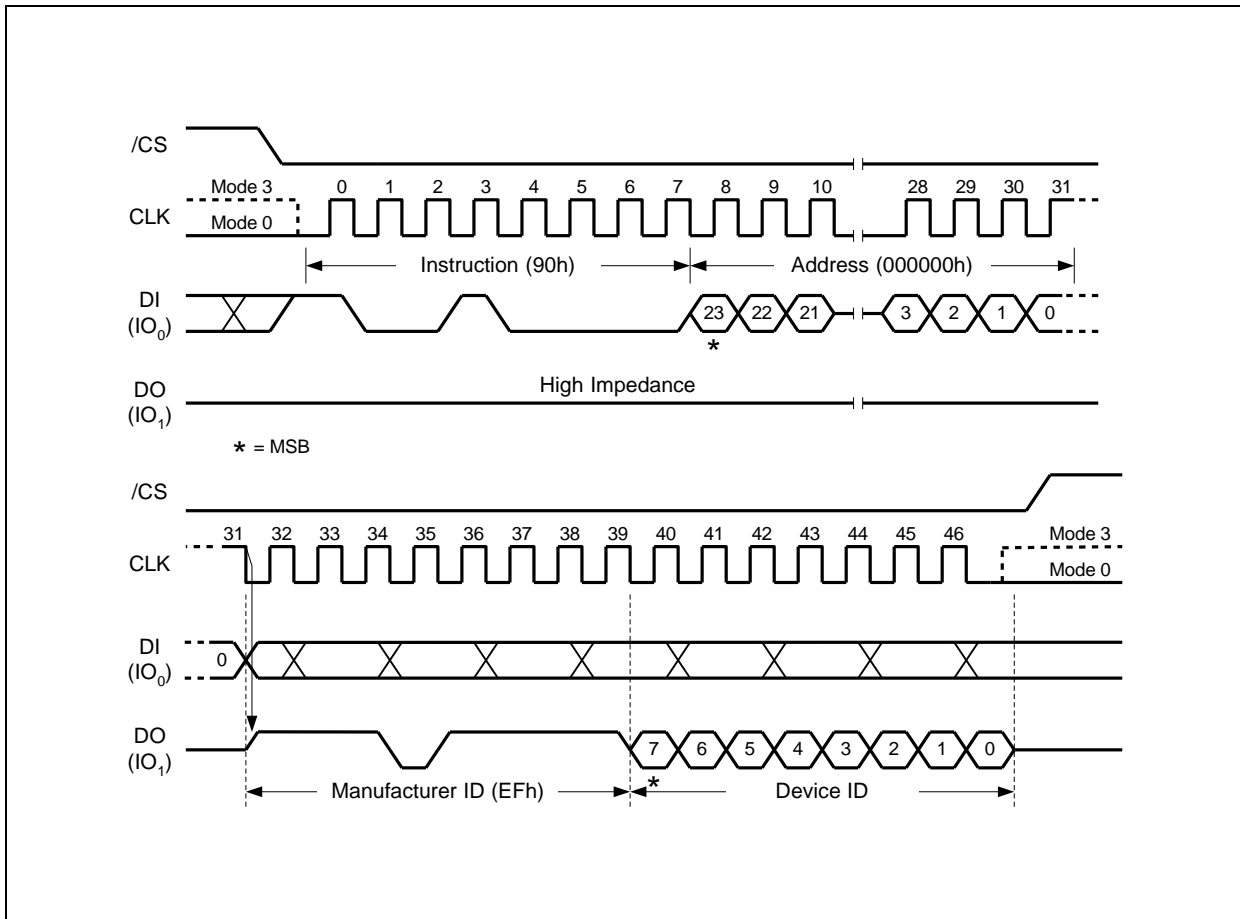 /CS
Mode 3 0 1 2 3 4 5 6 7 8 9 10 28 29 30 31
CLK
Mode 0
Instruction (90h) Address (000000h)
DI
(IO0)
23 22 21 3 2 1 0
*
DO
(IO1)
High Impedance
* = MSB
/CS
31 32 33 34 35 36 37 38 39 40 41 42 43 44 45 46 Mode 3
CLK
Mode 0
DI
(IO0)
0
DO
(IO1)
7 6 5 4 3 2 1 0
*
Manufacturer ID (EFh) Device ID